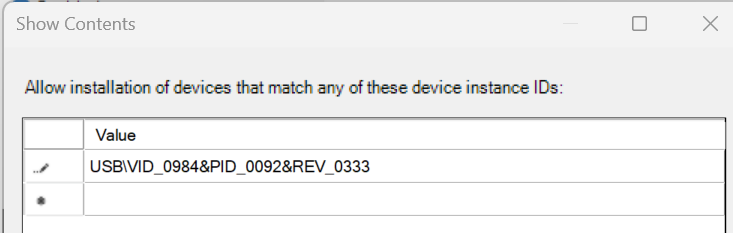 Show Contents
Allow installation of devices that match any of these device instance IDs:
Value
USB\VID_0984&PID_0092&REV_0333